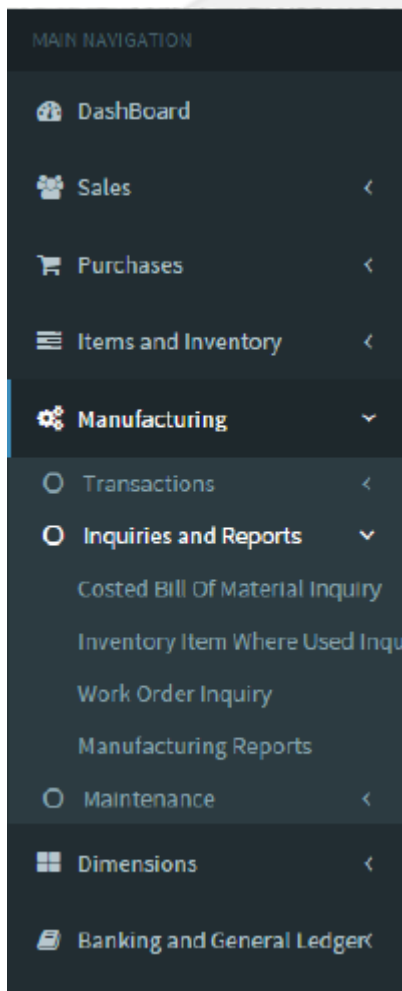 MAIN NAVIGATION
DashBoard
Sales
Purchases
Items and Inventory
Manufacturing
Transactions
Inquiries and Reports
Costed Bill Of Material Inquiry
Inventory Item Where Used Inqu
Work Order Inquiry
Manufacturing Reports
Maintenance
Dimensions
Banking and General Ledger